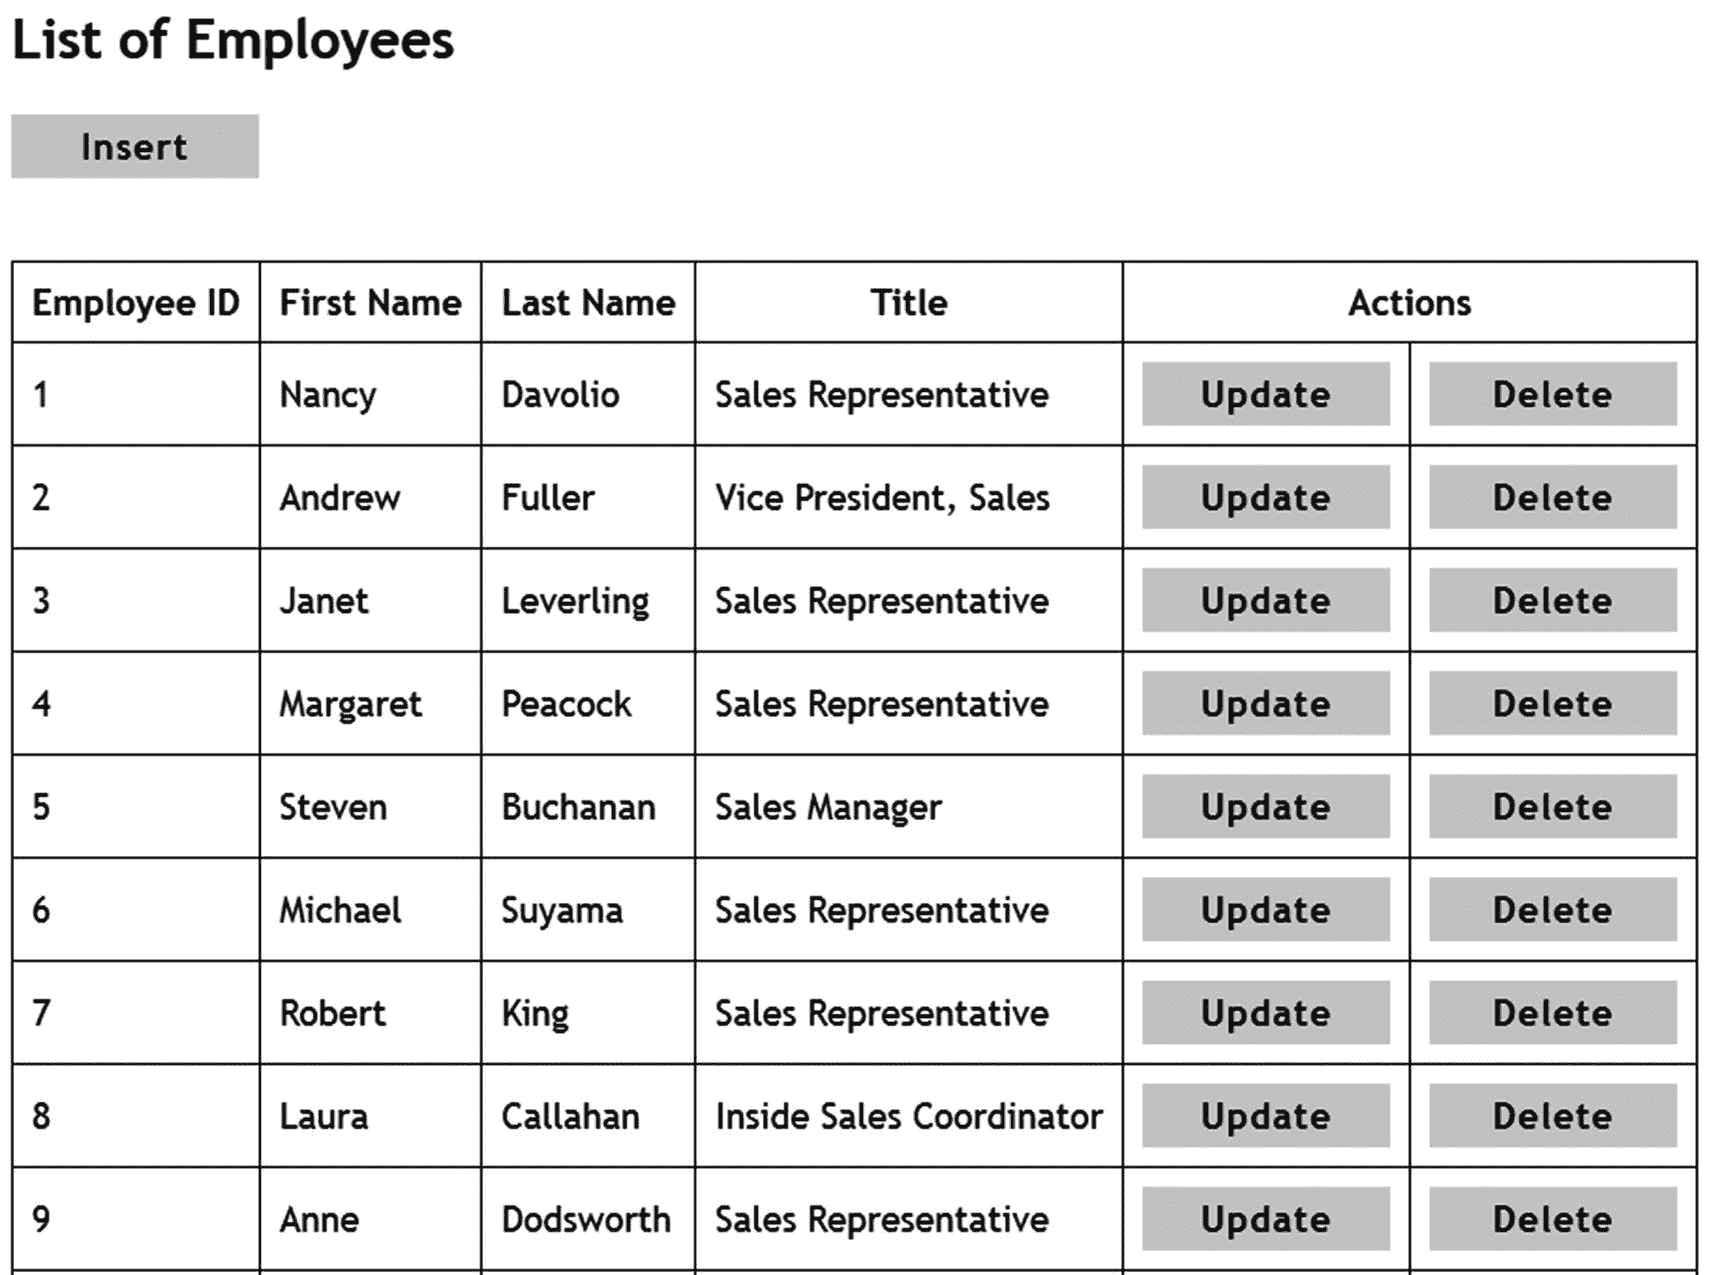 List of Employees
Insert
Employee ID First Name Last Name Title Actions
1 Nancy Davolio Sales Representative Update Delete
2 Andrew Fuller Vice President, Sales Update Delete
3 Janet Leverling Sales Representative Update Delete
4 Margaret Peacock Sales Representative Update Delete
5 Steven Buchanan Sales Manager Update Delete
6 Michael Suyama Sales Representative Update Delete
7 Robert King Sales Representative Update Delete
8 Laura Callahan Inside Sales Coordinator Update Delete
9 Anne Dodsworth Sales Representative Update Delete